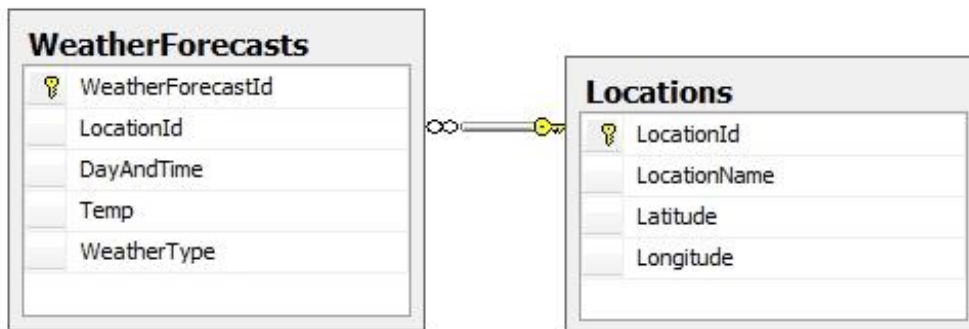 WeatherForecasts
WeatherForecastId
LocationId
DayAndTime
Temp
WeatherType
Locations
LocationId
LocationName
Latitude
Longitude